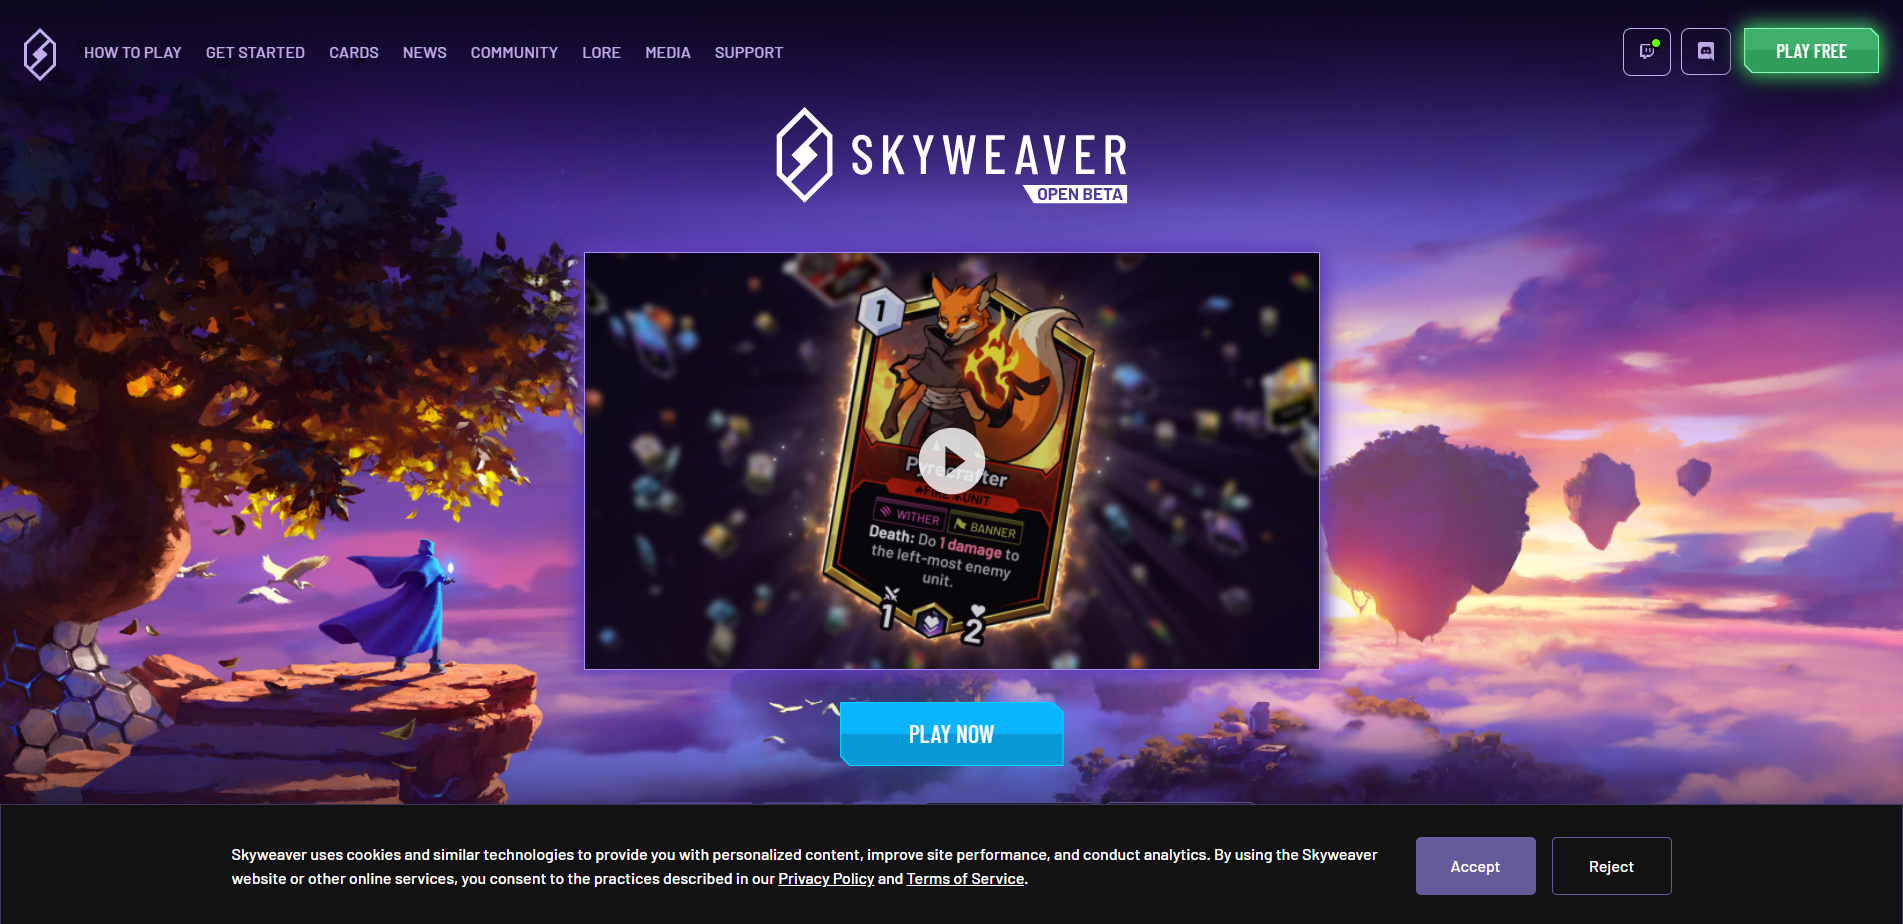 HOW TO PLAY
GET STARTED
CARDS
NEWS
COMMUNITY
LORE
MEDIA
SUPPORT
PLAY FREE
SKYWEAVER
OPEN BETA
1
Pyrecrafter
FIRE UNIT
WITHER
BANNER
Death: Do 1 damage to
the left-most enemy
unit.
1
2
PLAY NOW
Skyweaver uses cookies and similar technologies to provide you with personalized content, improve site performance, and conduct analytics. By using the Skyweaver
website or other online services, you consent to the practices described in our Privacy Policy and Terms of Service.
Accept
Reject